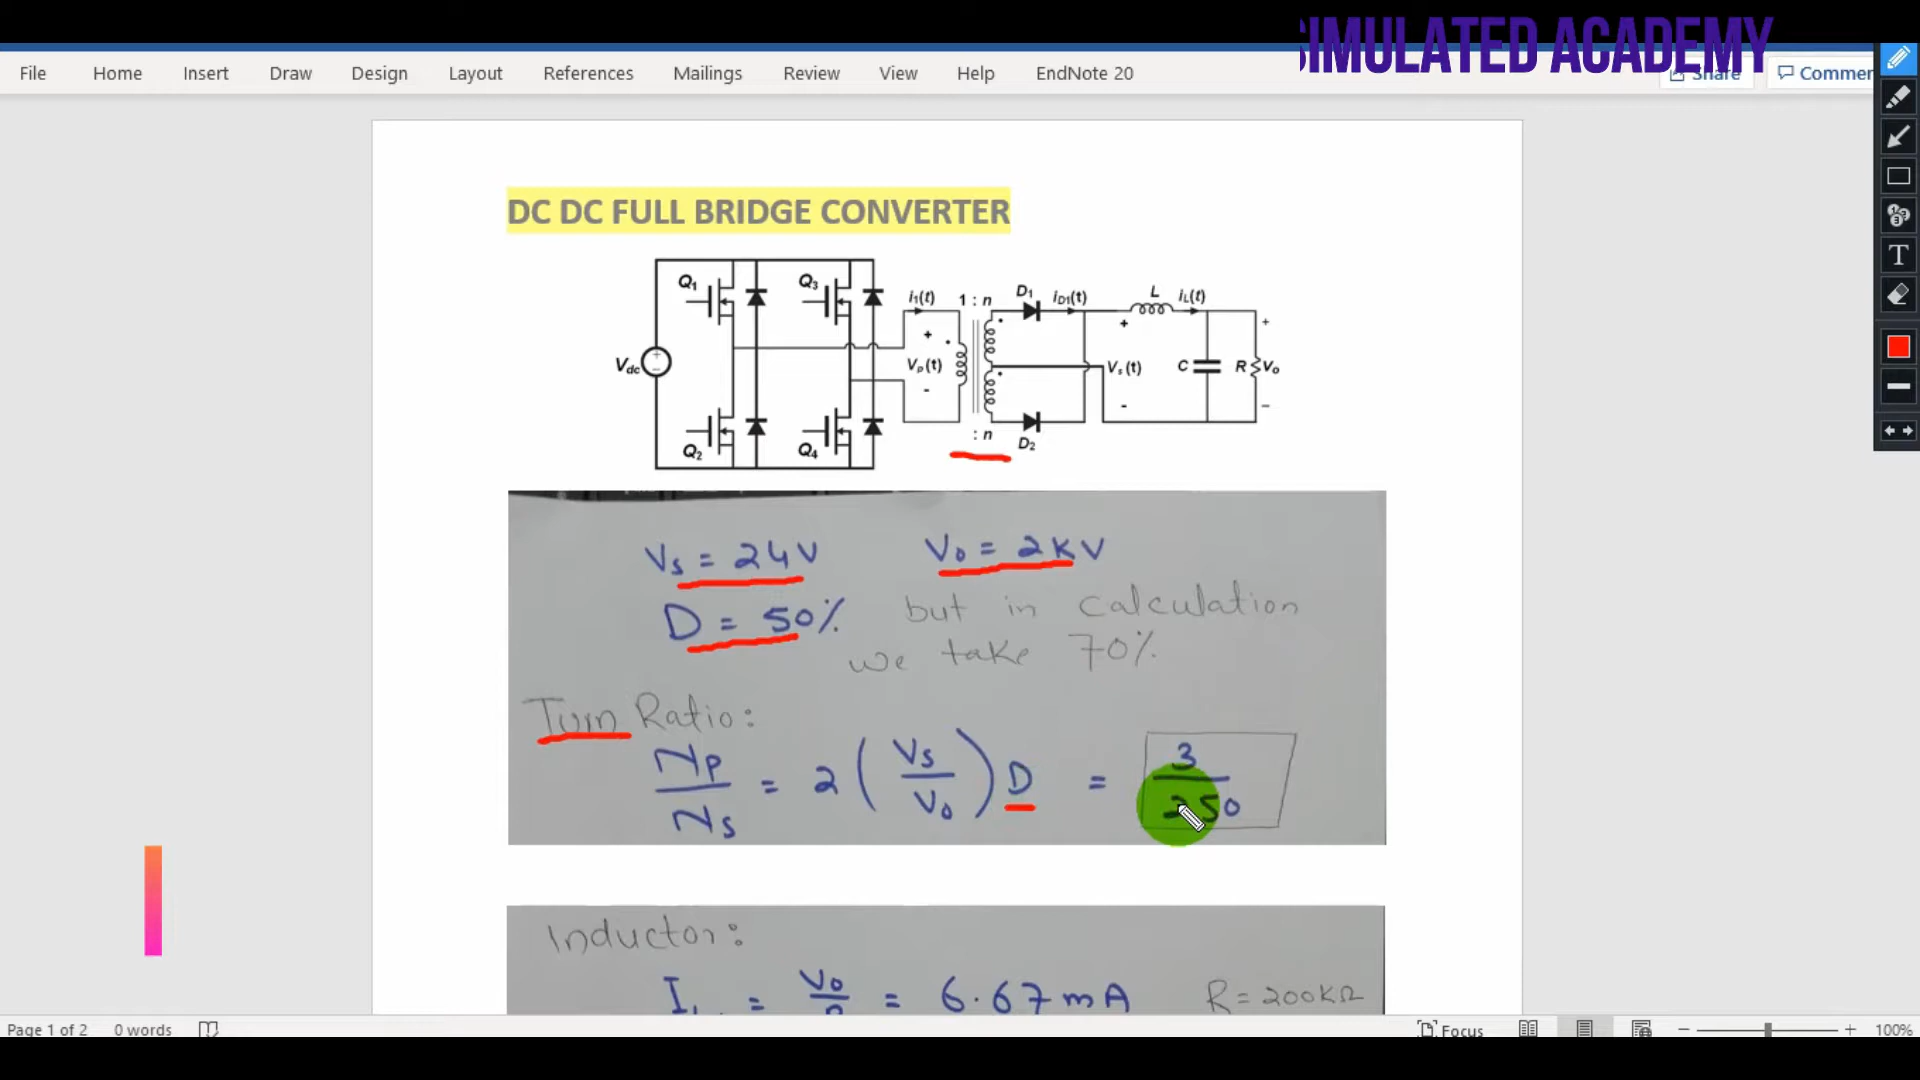 SIMULATED ACADEMY
File Home Insert Draw Design Layout References Mailings Review View Help EndNote 20 Share Commen
DC DC FULL BRIDGE CONVERTER
Q1 Q3 i1(t) 1 : n D1 iD1(t) L iL(t)
+ + +
Vdc Vp(t) Vs(t) C R Vo
- - -
Q2 Q4 : n D2
Vs = 24V Vo = 2KV
D = 50% but in calculation
we take 70%
Turn Ratio:
Np/Ns = 2 (Vs/Vo) D = 3/250
Inductor:
= Vo = 6.67mA R = 200KΩ
Page 1 of 2 0 words Focus 100%